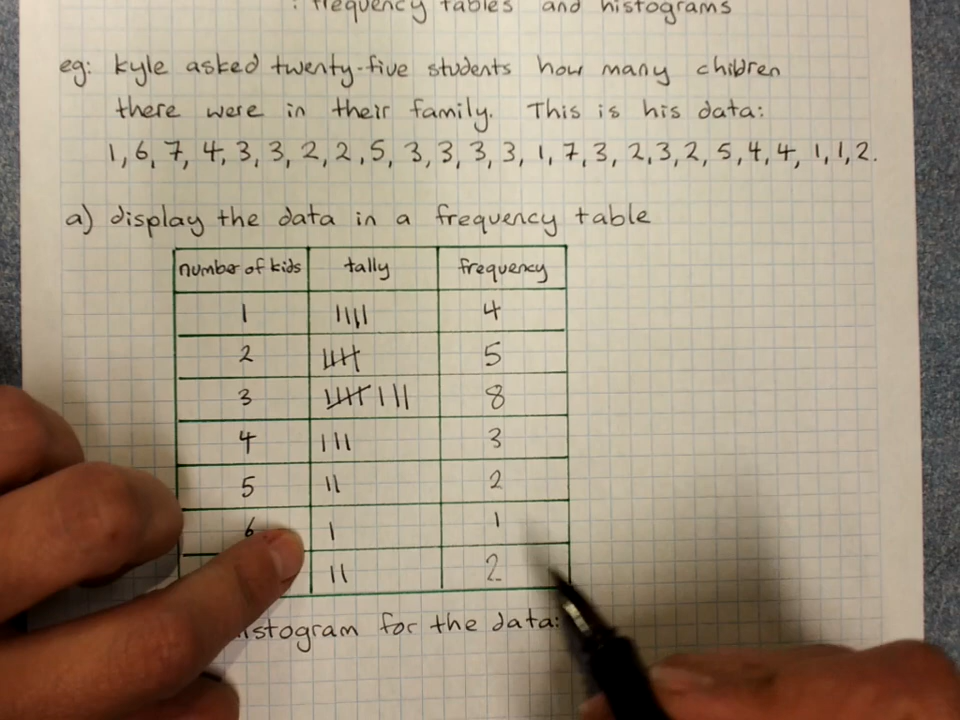 : frequency tables and histograms
eg: Kyle asked twenty-five students how many children
there were in their family. This is his data:
1, 6, 7, 4, 3, 3, 2, 2, 5, 3, 3, 3, 3, 1, 7, 3, 2, 3, 2, 5, 4, 4, 1, 1, 2.
a) display the data in a frequency table
number of kids tally frequency
1 |||| 4
2 5
3 8
4 ||| 3
5 || 2
6 | 1
|| 2
for the data: